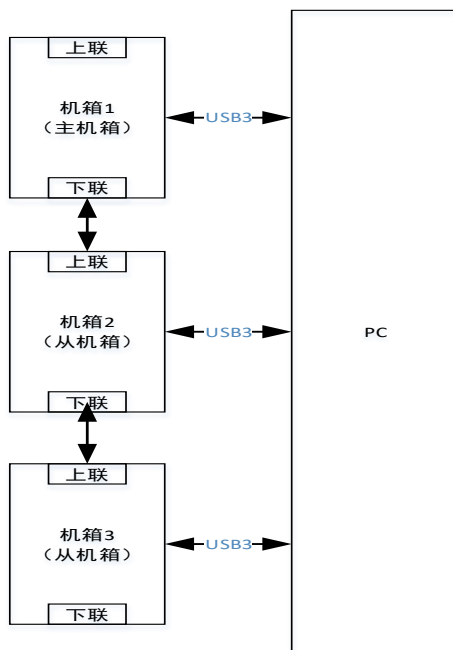 上联
机箱1
（主机箱）
USB3
下联
上联
机箱2
（从机箱）
USB3
PC
下联
上联
机箱3
（从机箱）
USB3
下联